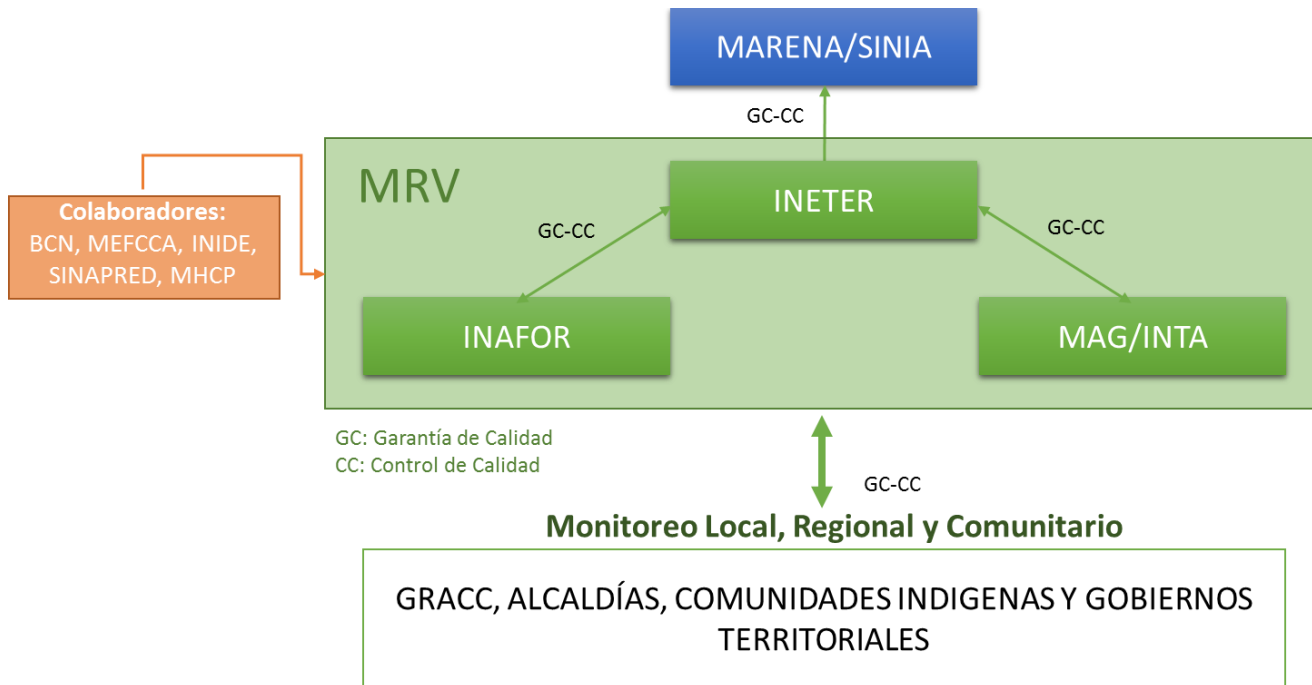 MARENA/SINIA
GC-CC
MRV
INETER
Colaboradores:
BCN, MEFCCA, INIDE,
SINAPRED, MHCP
GC-CC
GC-CC
INAFOR
MAG/INTA
GC: Garantía de Calidad
CC: Control de Calidad
GC-CC
Monitoreo Local, Regional y Comunitario
GRACC, ALCALDÍAS, COMUNIDADES INDIGENAS Y GOBIERNOS
TERRITORIALES